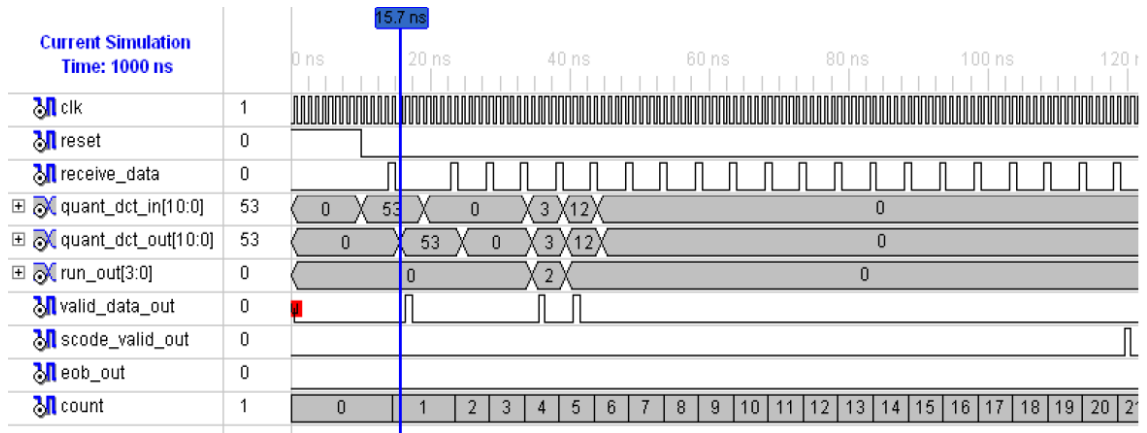 15.7 ns
Current Simulation
Time: 1000 ns
0 ns 20 ns 40 ns 60 ns 80 ns 100 ns 120 n
clk 1
reset 0
receive_data 0
quant_dct_in[10:0] 53 0 53 0 3 12 0
quant_dct_out[10:0] 53 0 53 0 3 12 0
run_out[3:0] 0 0 2 0
valid_data_out 0 U
scode_valid_out 0
eob_out 0
count 1 0 1 2 3 4 5 6 7 8 9 10 11 12 13 14 15 16 17 18 19 20 21